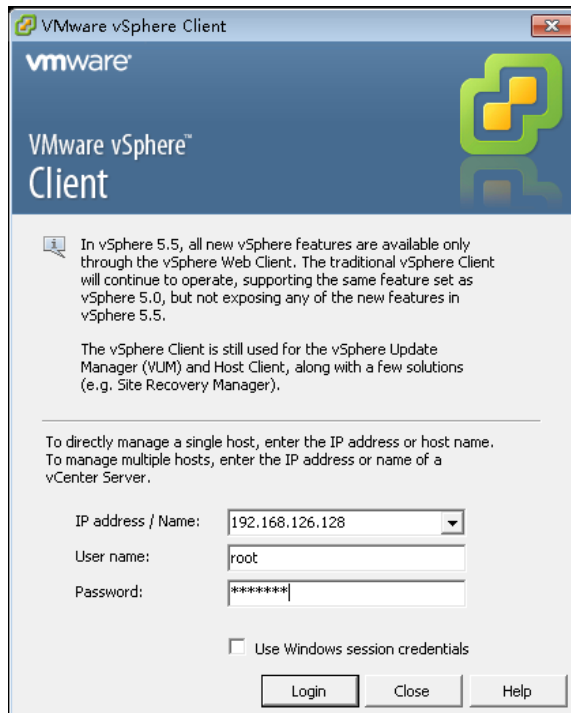 VMware vSphere Client
vmware
VMware vSphere™
Client
In vSphere 5.5, all new vSphere features are available only
through the vSphere Web Client. The traditional vSphere Client
will continue to operate, supporting the same feature set as
vSphere 5.0, but not exposing any of the new features in
vSphere 5.5.
The vSphere Client is still used for the vSphere Update
Manager (VUM) and Host Client, along with a few solutions
(e.g. Site Recovery Manager).
To directly manage a single host, enter the IP address or host name.
To manage multiple hosts, enter the IP address or name of a
vCenter Server.
IP address / Name: 192.168.126.128
User name: root
Password: *******
Use Windows session credentials
Login Close Help